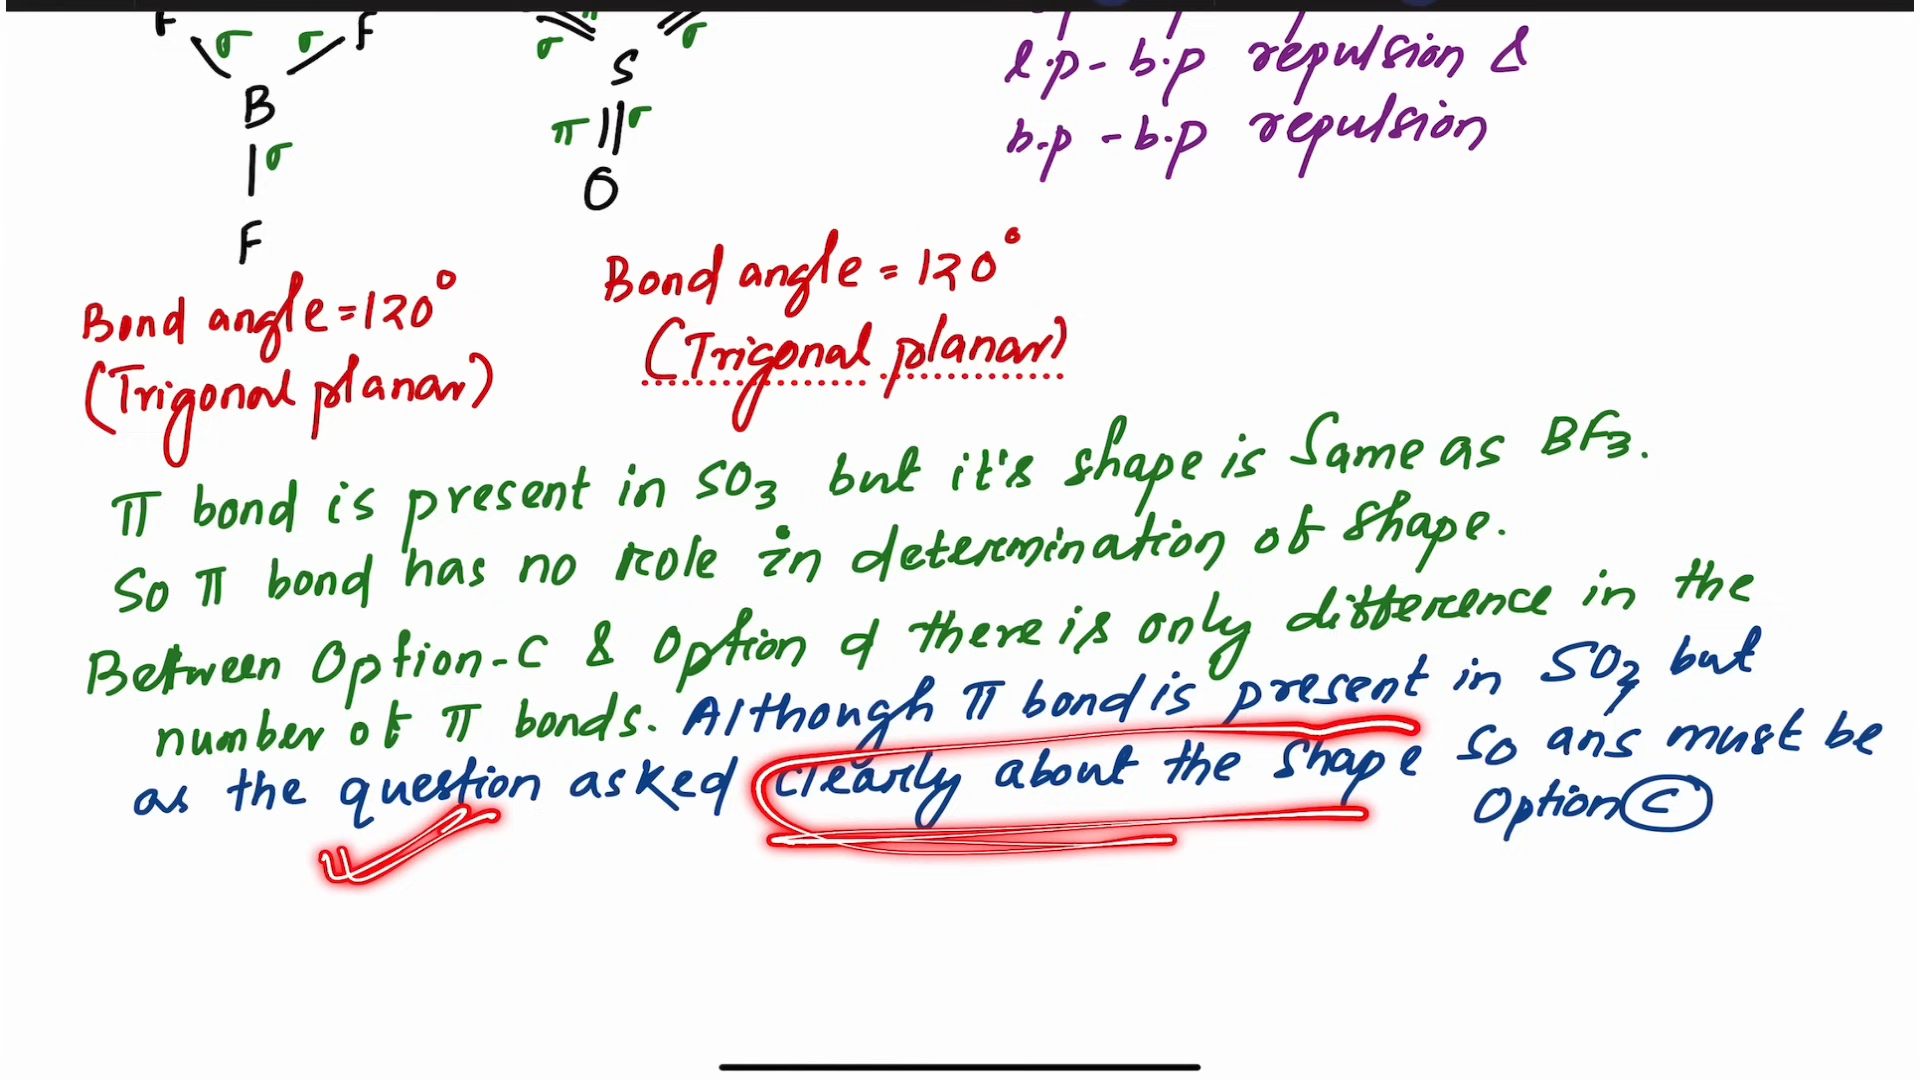 F σ σ F
σ π σ
S
B
π σ
σ
O
F
l.p - b.p repulsion &
b.p - b.p repulsion
Bond angle = 120°
(Trigonal planar)
Bond angle = 120°
(Trigonal planar)
π bond is present in SO3 but it's shape is Same as BF3.
So π bond has no role in determination of shape.
Between Option-C & Option d there is only difference in the
number of π bonds. Although π bond is present in SO2 but
as the question asked clearly about the shape so ans must be
Option C